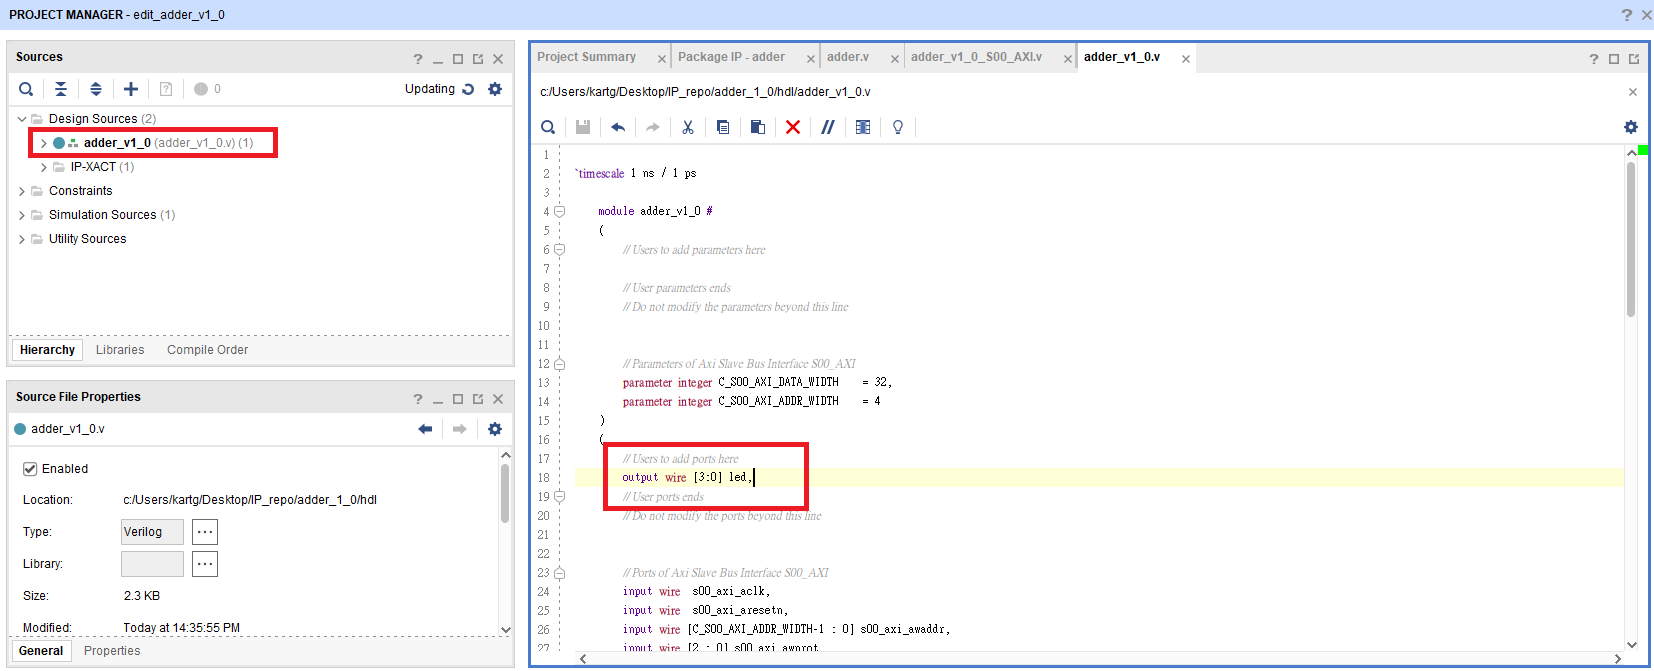 PROJECT MANAGER - edit_adder_v1_0
Sources
0
Updating
Design Sources (2)
adder_v1_0 (adder_v1_0.v) (1)
IP-XACT (1)
Constraints
Simulation Sources (1)
Utility Sources
Hierarchy Libraries Compile Order
Source File Properties
adder_v1_0.v
Enabled
Location: c:/Users/kartg/Desktop/IP_repo/adder_1_0/hdl
Type: Verilog ...
Library: ...
Size: 2.3 KB
Modified: Today at 14:35:55 PM
General Properties
Project Summary Package IP - adder adder.v adder_v1_0_S00_AXI.v adder_v1_0.v
c:/Users/kartg/Desktop/IP_repo/adder_1_0/hdl/adder_v1_0.v
1
2 `timescale 1 ns / 1 ps
3
4 module adder_v1_0 #
5 (
6 // Users to add parameters here
7
8 // User parameters ends
9 // Do not modify the parameters beyond this line
10
11
12 // Parameters of Axi Slave Bus Interface S00_AXI
13 parameter integer C_S00_AXI_DATA_WIDTH = 32,
14 parameter integer C_S00_AXI_ADDR_WIDTH = 4
15 )
16 (
17 // Users to add ports here
18 output wire [3:0] led,
19 // User ports ends
20 // Do not modify the ports beyond this line
21
22
23 // Ports of Axi Slave Bus Interface S00_AXI
24 input wire s00_axi_aclk,
25 input wire s00_axi_aresetn,
26 input wire [C_S00_AXI_ADDR_WIDTH-1 : 0] s00_axi_awaddr,
27 input wire [2 : 0] s00_axi_awprot,